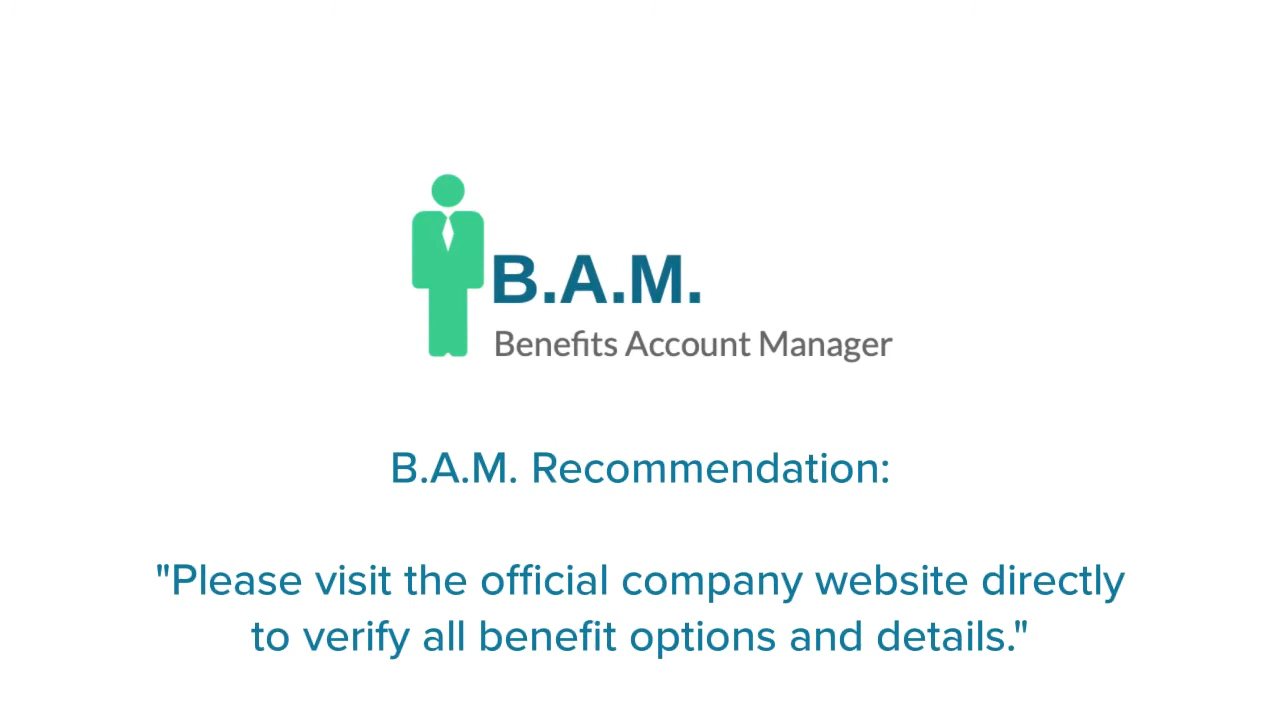 B.A.M.
Benefits Account Manager
B.A.M. Recommendation:
"Please visit the official company website directly
to verify all benefit options and details."